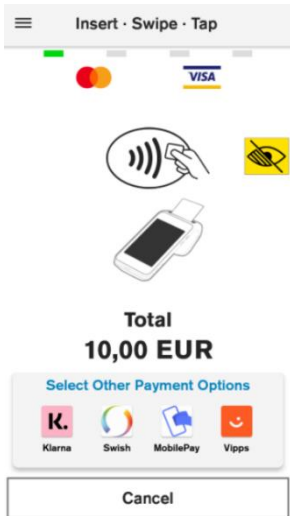 Insert · Swipe · Tap
VISA
Total
10,00 EUR
Select Other Payment Options
K.
Klarna Swish MobilePay Vipps
Cancel